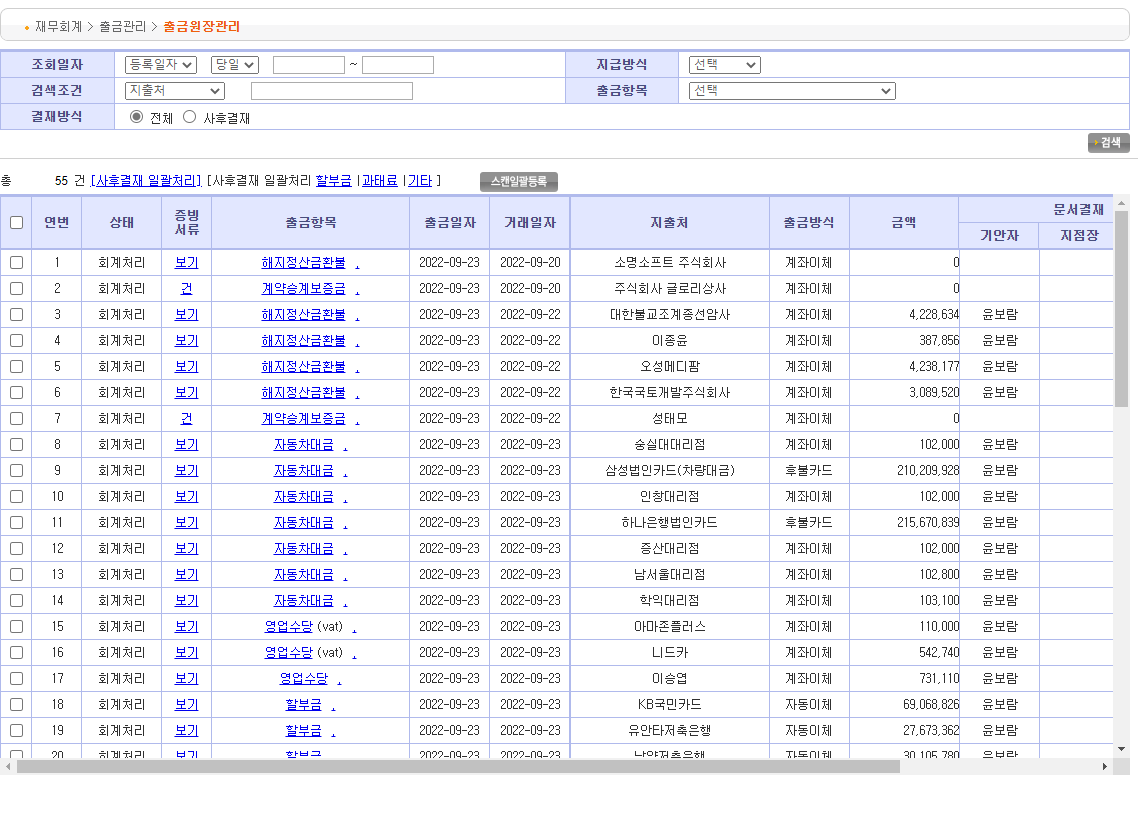 재무회계 > 출금관리 > 출금원장관리
조회일자 등록일자 당일 ~ 지급방식 선택
검색조건 지출처 출금항목 선택
결재방식 전체 사후결재
검색
총 55 건 [사후결재 일괄처리] [사후결재 일괄처리 할부금 | 과태료 | 기타 ] 스캔일괄등록
연번 상태 증빙서류 출금항목 출금일자 거래일자 지출처 출금방식 금액 문서결재
기안자 지점장
1 회계처리 보기 해지정산금환불 . 2022-09-23 2022-09-20 소명소프트 주식회사 계좌이체 0
2 회계처리 건 계약승계보증금 . 2022-09-23 2022-09-20 주식회사 글로리상사 계좌이체 0
3 회계처리 보기 해지정산금환불 . 2022-09-23 2022-09-22 대한불교조계종선암사 계좌이체 4,228,634 윤보람
4 회계처리 보기 해지정산금환불 . 2022-09-23 2022-09-22 이종윤 계좌이체 387,856 윤보람
5 회계처리 보기 해지정산금환불 . 2022-09-23 2022-09-22 오성메디팜 계좌이체 4,238,177 윤보람
6 회계처리 보기 해지정산금환불 . 2022-09-23 2022-09-22 한국국토개발주식회사 계좌이체 3,089,520 윤보람
7 회계처리 건 계약승계보증금 . 2022-09-23 2022-09-22 성태모 계좌이체 0
8 회계처리 보기 자동차대금 . 2022-09-23 2022-09-23 숭실대대리점 계좌이체 102,000 윤보람
9 회계처리 보기 자동차대금 . 2022-09-23 2022-09-23 삼성법인카드(차량대금) 후불카드 210,209,928 윤보람
10 회계처리 보기 자동차대금 . 2022-09-23 2022-09-23 인창대리점 계좌이체 102,000 윤보람
11 회계처리 보기 자동차대금 . 2022-09-23 2022-09-23 하나은행법인카드 후불카드 215,670,839 윤보람
12 회계처리 보기 자동차대금 . 2022-09-23 2022-09-23 증산대리점 계좌이체 102,000 윤보람
13 회계처리 보기 자동차대금 . 2022-09-23 2022-09-23 남서울대리점 계좌이체 102,800 윤보람
14 회계처리 보기 자동차대금 . 2022-09-23 2022-09-23 학익대리점 계좌이체 103,100 윤보람
15 회계처리 보기 영업수당 (vat) . 2022-09-23 2022-09-23 아마존플러스 계좌이체 110,000 윤보람
16 회계처리 보기 영업수당 (vat) . 2022-09-23 2022-09-23 니드카 계좌이체 542,740 윤보람
17 회계처리 보기 영업수당 . 2022-09-23 2022-09-23 이승엽 계좌이체 731,110 윤보람
18 회계처리 보기 할부금 . 2022-09-23 2022-09-23 KB국민카드 자동이체 69,068,826 윤보람
19 회계처리 보기 할부금 . 2022-09-23 2022-09-23 유안타저축은행 자동이체 27,673,362 윤보람
20 회계처리 보기 할부금 2022-09-23 2022-09-23 남양저축은행 자동이체 30,105,780 윤보람